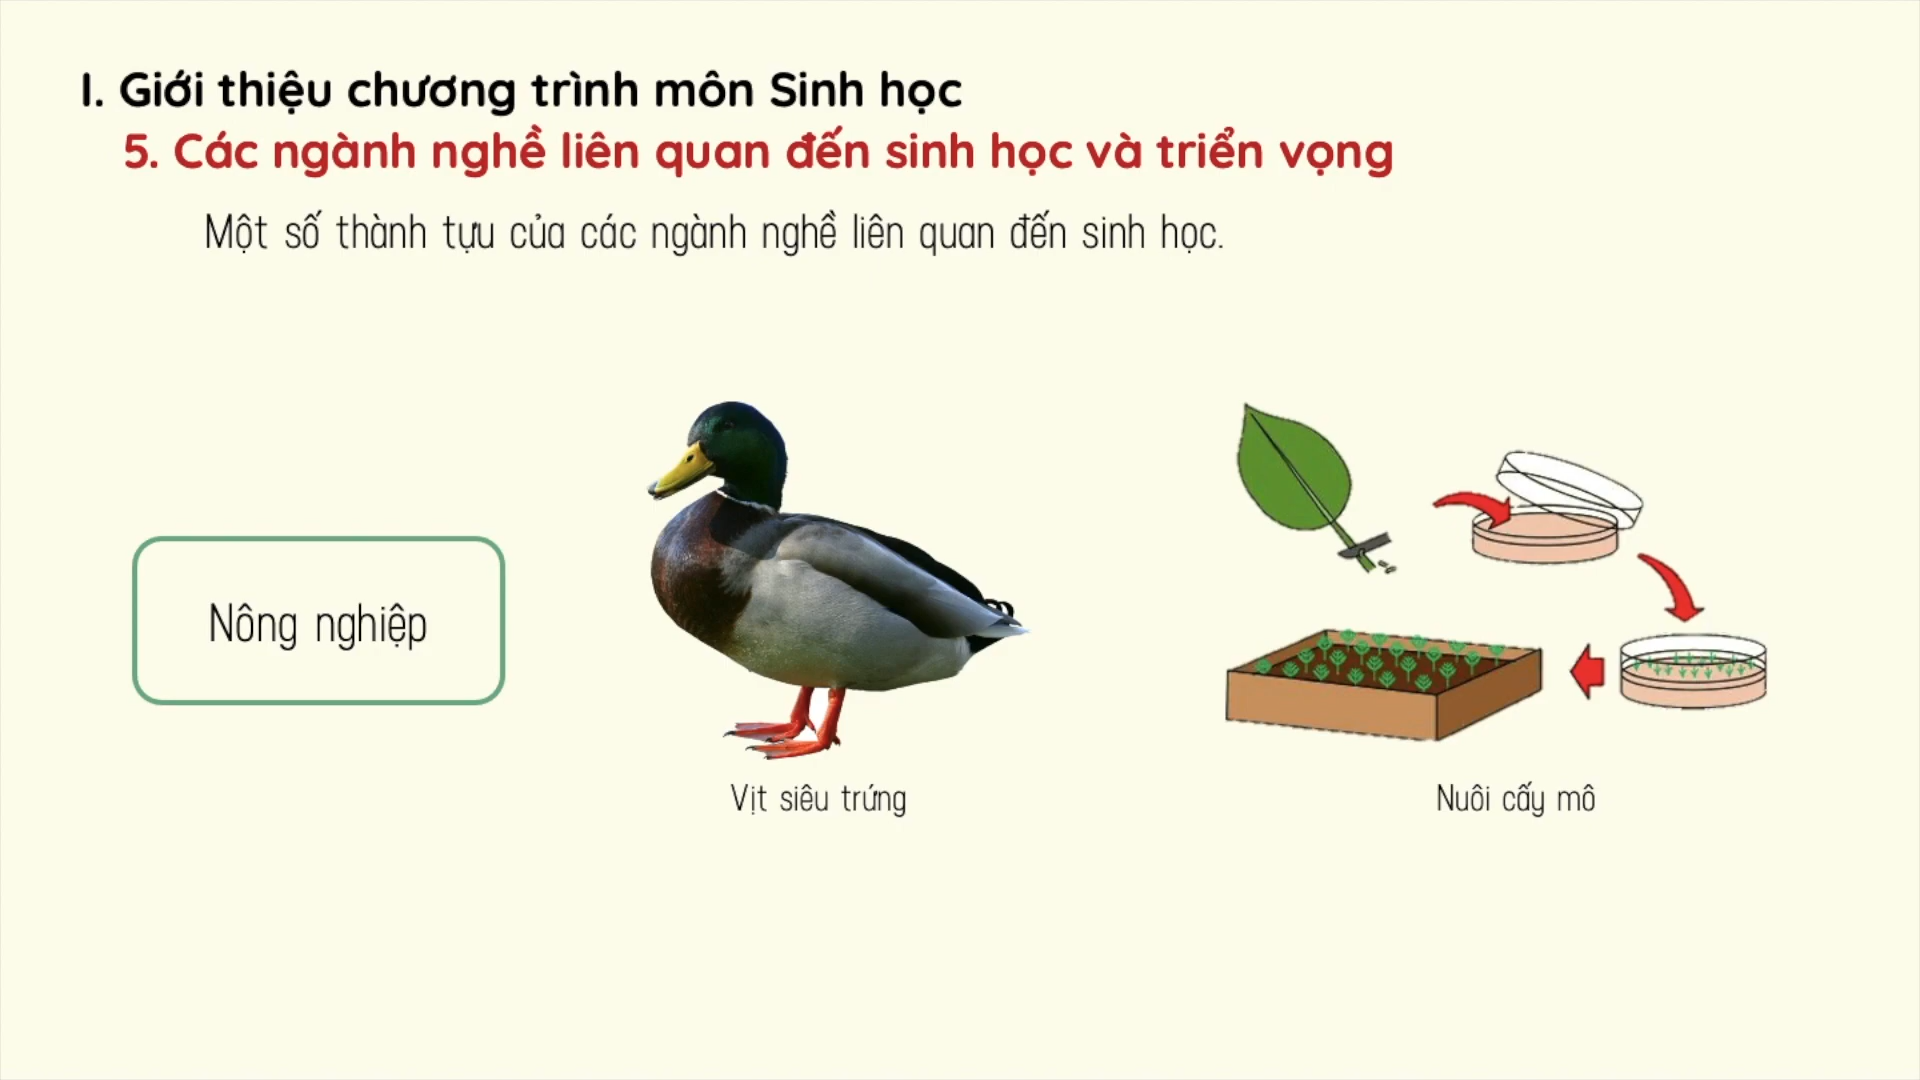 I. Giới thiệu chương trình môn Sinh học
5. Các ngành nghề liên quan đến sinh học và triển vọng
Một số thành tựu của các ngành nghề liên quan đến sinh học.
Nông nghiệp
Vịt siêu trứng
Nuôi cấy mô